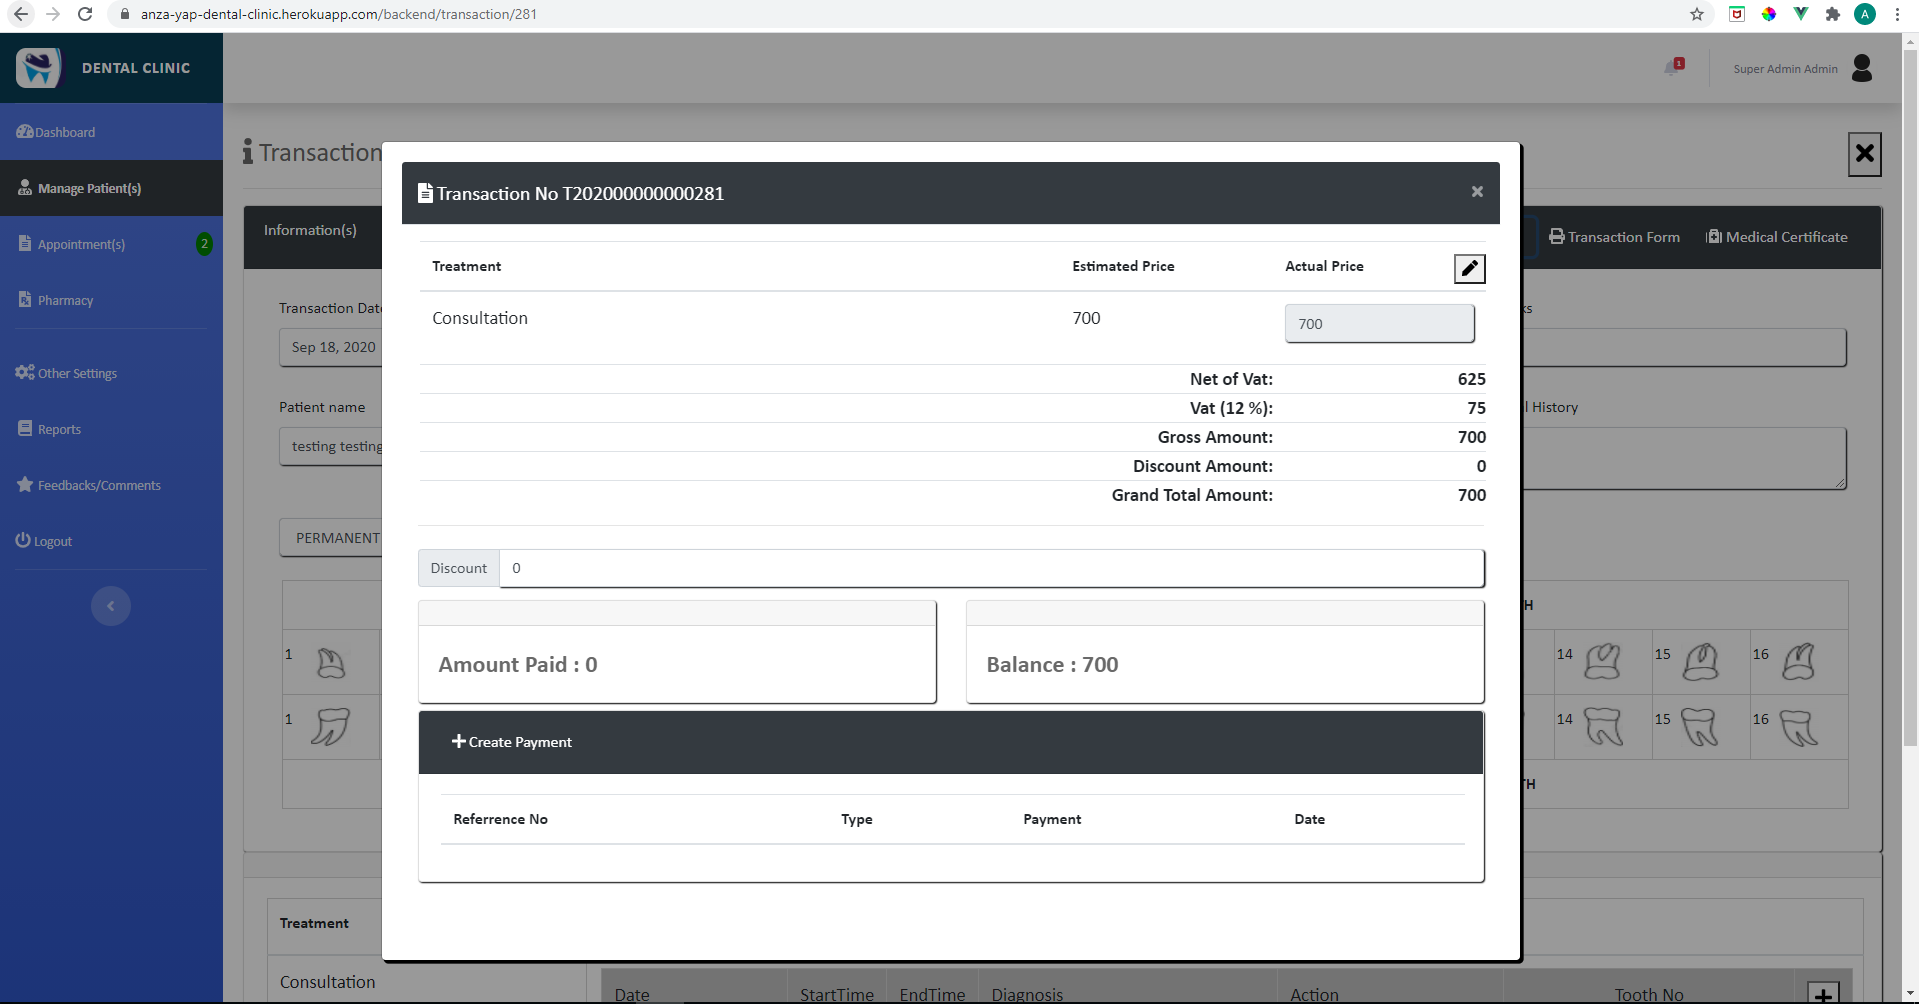 anza-yap-dental-clinic.herokuapp.com/backend/transaction/281
A
DENTAL CLINIC
1
Super Admin Admin
Dashboard
Manage Patient(s)
Appointment(s)
2
Pharmacy
Other Settings
Reports
Feedbacks/Comments
Logout
Transaction
Information(s)
Transaction Form
Medical Certificate
Transaction Dat
Sep 18, 2020
Patient name
testing testing
l History
PERMANENT
1
14
15
16
1
14
15
16
Treatment
Consultation
Date
StartTime
EndTime
Diagnosis
Action
Tooth No
Transaction No T202000000000281
×
Treatment
Estimated Price
Actual Price
Consultation
700
700
Net of Vat: 625
Vat (12 %): 75
Gross Amount: 700
Discount Amount: 0
Grand Total Amount: 700
Discount 0
Amount Paid : 0
Balance : 700
Create Payment
Referrence No
Type
Payment
Date